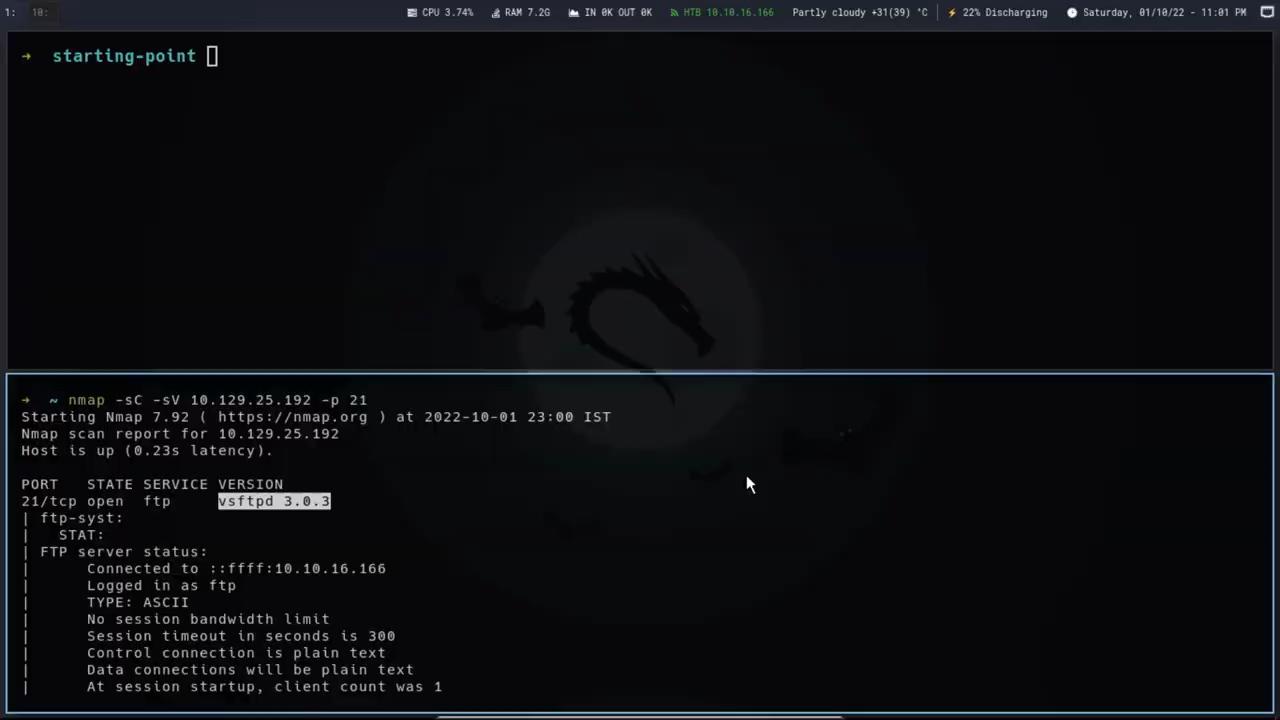 1: 10: CPU 3.74% RAM 7.2G IN 0K OUT 0K HTB 10.10.16.166 Partly cloudy +31(39) °C 22% Discharging Saturday, 01/10/22 - 11:01 PM
→ starting-point
→ ~ nmap -sC -sV 10.129.25.192 -p 21
Starting Nmap 7.92 ( https://nmap.org ) at 2022-10-01 23:00 IST
Nmap scan report for 10.129.25.192
Host is up (0.23s latency).
PORT STATE SERVICE VERSION
21/tcp open ftp vsftpd 3.0.3
| ftp-syst:
| STAT:
| FTP server status:
| Connected to ::ffff:10.10.16.166
| Logged in as ftp
| TYPE: ASCII
| No session bandwidth limit
| Session timeout in seconds is 300
| Control connection is plain text
| Data connections will be plain text
| At session startup, client count was 1